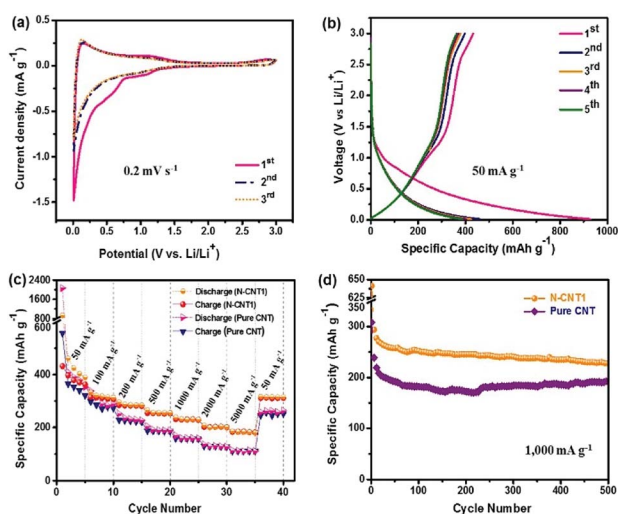 (a)
0.50
0.25
0.0
-0.5
-1.0
-1.5
Current density (mA g⁻¹)
0.2 mV s⁻¹
1st
2nd
3rd
0.0 0.5 1.0 1.5 2.0 2.5 3.0
Potential (V vs. Li/Li⁺)
(b)
3.0
2.5
2.0
1.5
1.0
0.5
0.0
Voltage (V vs Li/Li⁺)
1st
2nd
3rd
4th
5th
50 mA g⁻¹
0 200 400 600 800 1000
Specific Capacity (mAh g⁻¹)
(c)
2400
1600
800
600
400
200
0
Specific Capacity (mAh g⁻¹)
Discharge (N-CNT1)
Charge (N-CNT1)
Discharge (Pure CNT)
Charge (Pure CNT)
50 mA g⁻¹
100 mA g⁻¹
200 mA g⁻¹
500 mA g⁻¹
1000 mA g⁻¹
2000 mA g⁻¹
5000 mA g⁻¹
50 mA g⁻¹
0 10 20 30 40
Cycle Number
(d)
650
625
300
200
100
0
Specific Capacity (mAh g⁻¹)
N-CNT1
Pure CNT
1,000 mA g⁻¹
0 100 200 300 400 500
Cycle Number